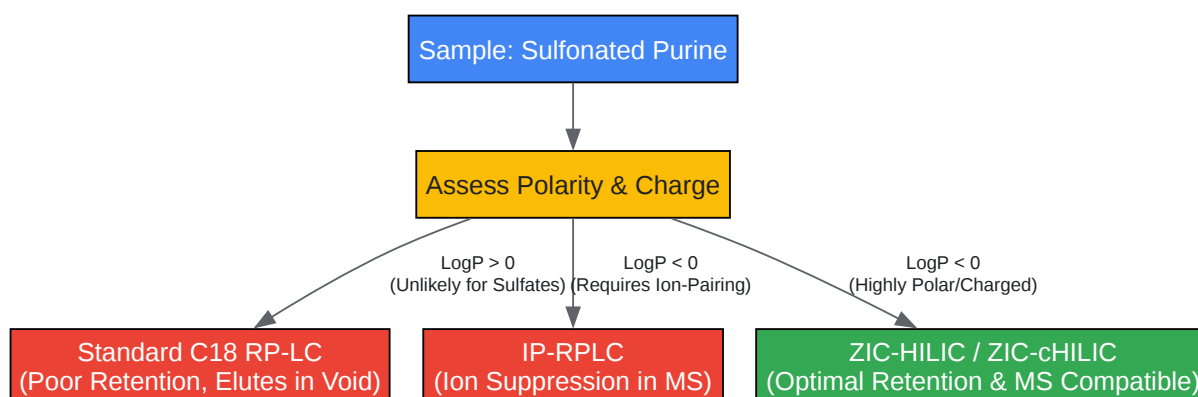 Sample: Sulfonated Purine
Assess Polarity & Charge
LogP > 0
(Unlikely for Sulfates)
LogP < 0
(Requires Ion-Pairing)
LogP < 0
(Highly Polar/Charged)
Standard C18 RP-LC
(Poor Retention, Elutes in Void)
IP-RPLC
(Ion Suppression in MS)
ZIC-HILIC / ZIC-cHILIC
(Optimal Retention & MS Compatible)